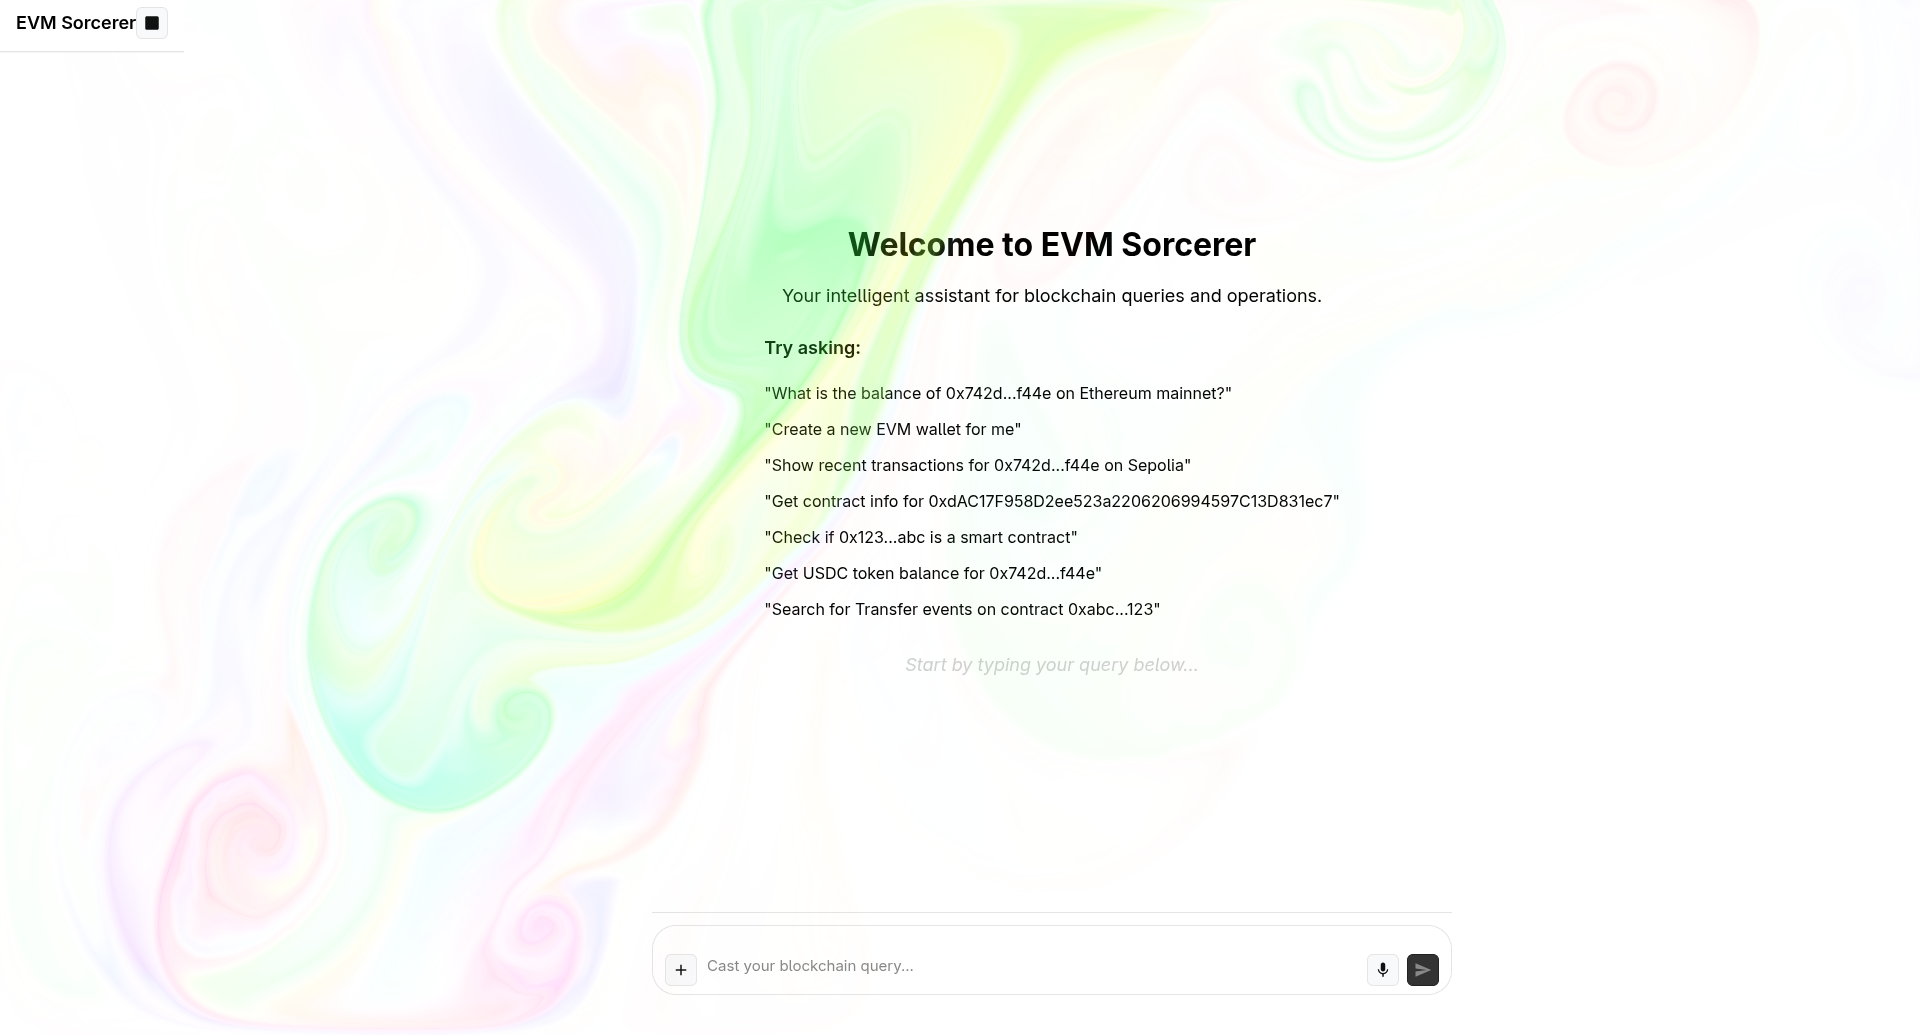 EVM Sorcerer
Welcome to EVM Sorcerer
Your intelligent assistant for blockchain queries and operations.
Try asking:
"What is the balance of 0x742d...f44e on Ethereum mainnet?"
"Create a new EVM wallet for me"
"Show recent transactions for 0x742d...f44e on Sepolia"
"Get contract info for 0xdAC17F958D2ee523a2206206994597C13D831ec7"
"Check if 0x123...abc is a smart contract"
"Get USDC token balance for 0x742d...f44e"
"Search for Transfer events on contract 0xabc...123"
Start by typing your query below...
Cast your blockchain query...